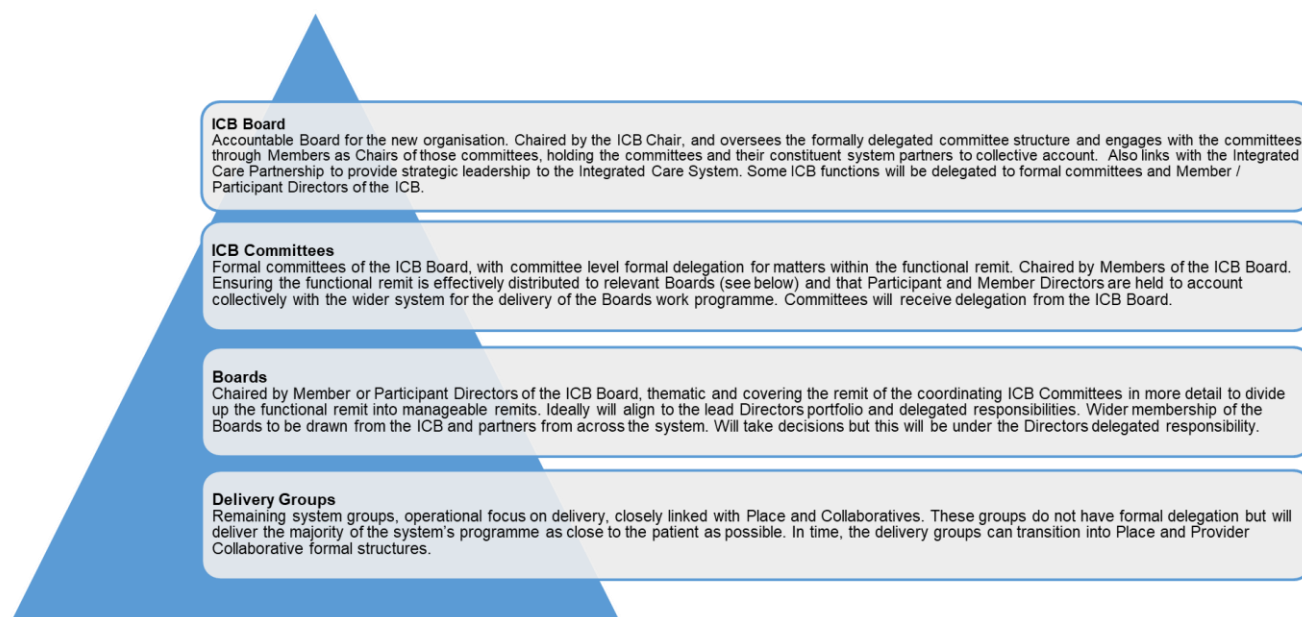 ICB Board
Accountable Board for the new organisation. Chaired by the ICB Chair, and oversees the formally delegated committee structure and engages with the committees
through Members as Chairs of those committees, holding the committees and their constituent system partners to collective account. Also links with the Integrated
Care Partnership to provide strategic leadership to the Integrated Care System. Some ICB functions will be delegated to formal committees and Member /
Participant Directors of the ICB.
ICB Committees
Formal committees of the ICB Board, with committee level formal delegation for matters within the functional remit. Chaired by Members of the ICB Board.
Ensuring the functional remit is effectively distributed to relevant Boards (see below) and that Participant and Member Directors are held to account
collectively with the wider system for the delivery of the Boards work programme. Committees will receive delegation from the ICB Board.
Boards
Chaired by Member or Participant Directors of the ICB Board, thematic and covering the remit of the coordinating ICB Committees in more detail to divide
up the functional remit into manageable remits. Ideally will align to the lead Directors portfolio and delegated responsibilities. Wider membership of the
Boards to be drawn from the ICB and partners from across the system. Will take decisions but this will be under the Directors delegated responsibility.
Delivery Groups
Remaining system groups, operational focus on delivery, closely linked with Place and Collaboratives. These groups do not have formal delegation but will
deliver the majority of the system's programme as close to the patient as possible. In time, the delivery groups can transition into Place and Provider
Collaborative formal structures.